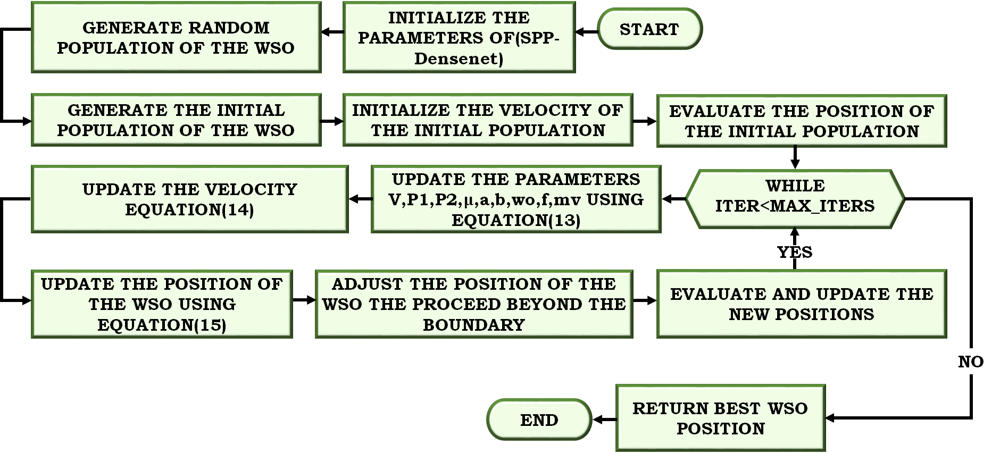 START
INITIALIZE THE
PARAMETERS OF(SPP-
Densenet)
GENERATE RANDOM
POPULATION OF THE WSO
GENERATE THE INITIAL
POPULATION OF THE WSO
INITIALIZE THE VELOCITY OF
THE INITIAL POPULATION
EVALUATE THE POSITION OF
THE INITIAL POPULATION
WHILE
ITER<MAX_ITERS
UPDATE THE PARAMETERS
V,P1,P2,μ,a,b,wo,f,mv USING
EQUATION(13)
UPDATE THE VELOCITY
EQUATION(14)
UPDATE THE POSITION OF
THE WSO USING
EQUATION(15)
ADJUST THE POSITION OF THE
WSO THE PROCEED BEYOND THE
BOUNDARY
EVALUATE AND UPDATE THE
NEW POSITIONS
YES
NO
RETURN BEST WSO
POSITION
END